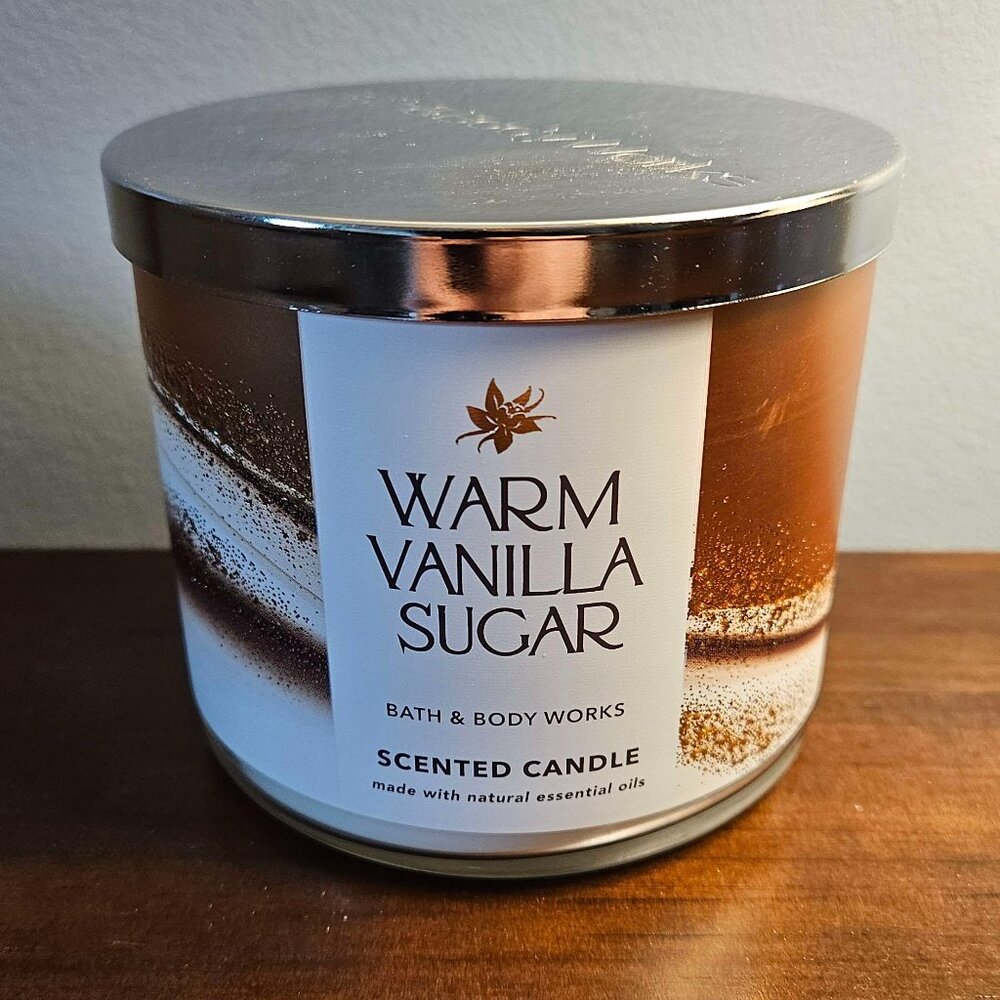 WARM
VANILLA
SUGAR
BATH & BODY WORKS
SCENTED CANDLE
made with natural essential oils